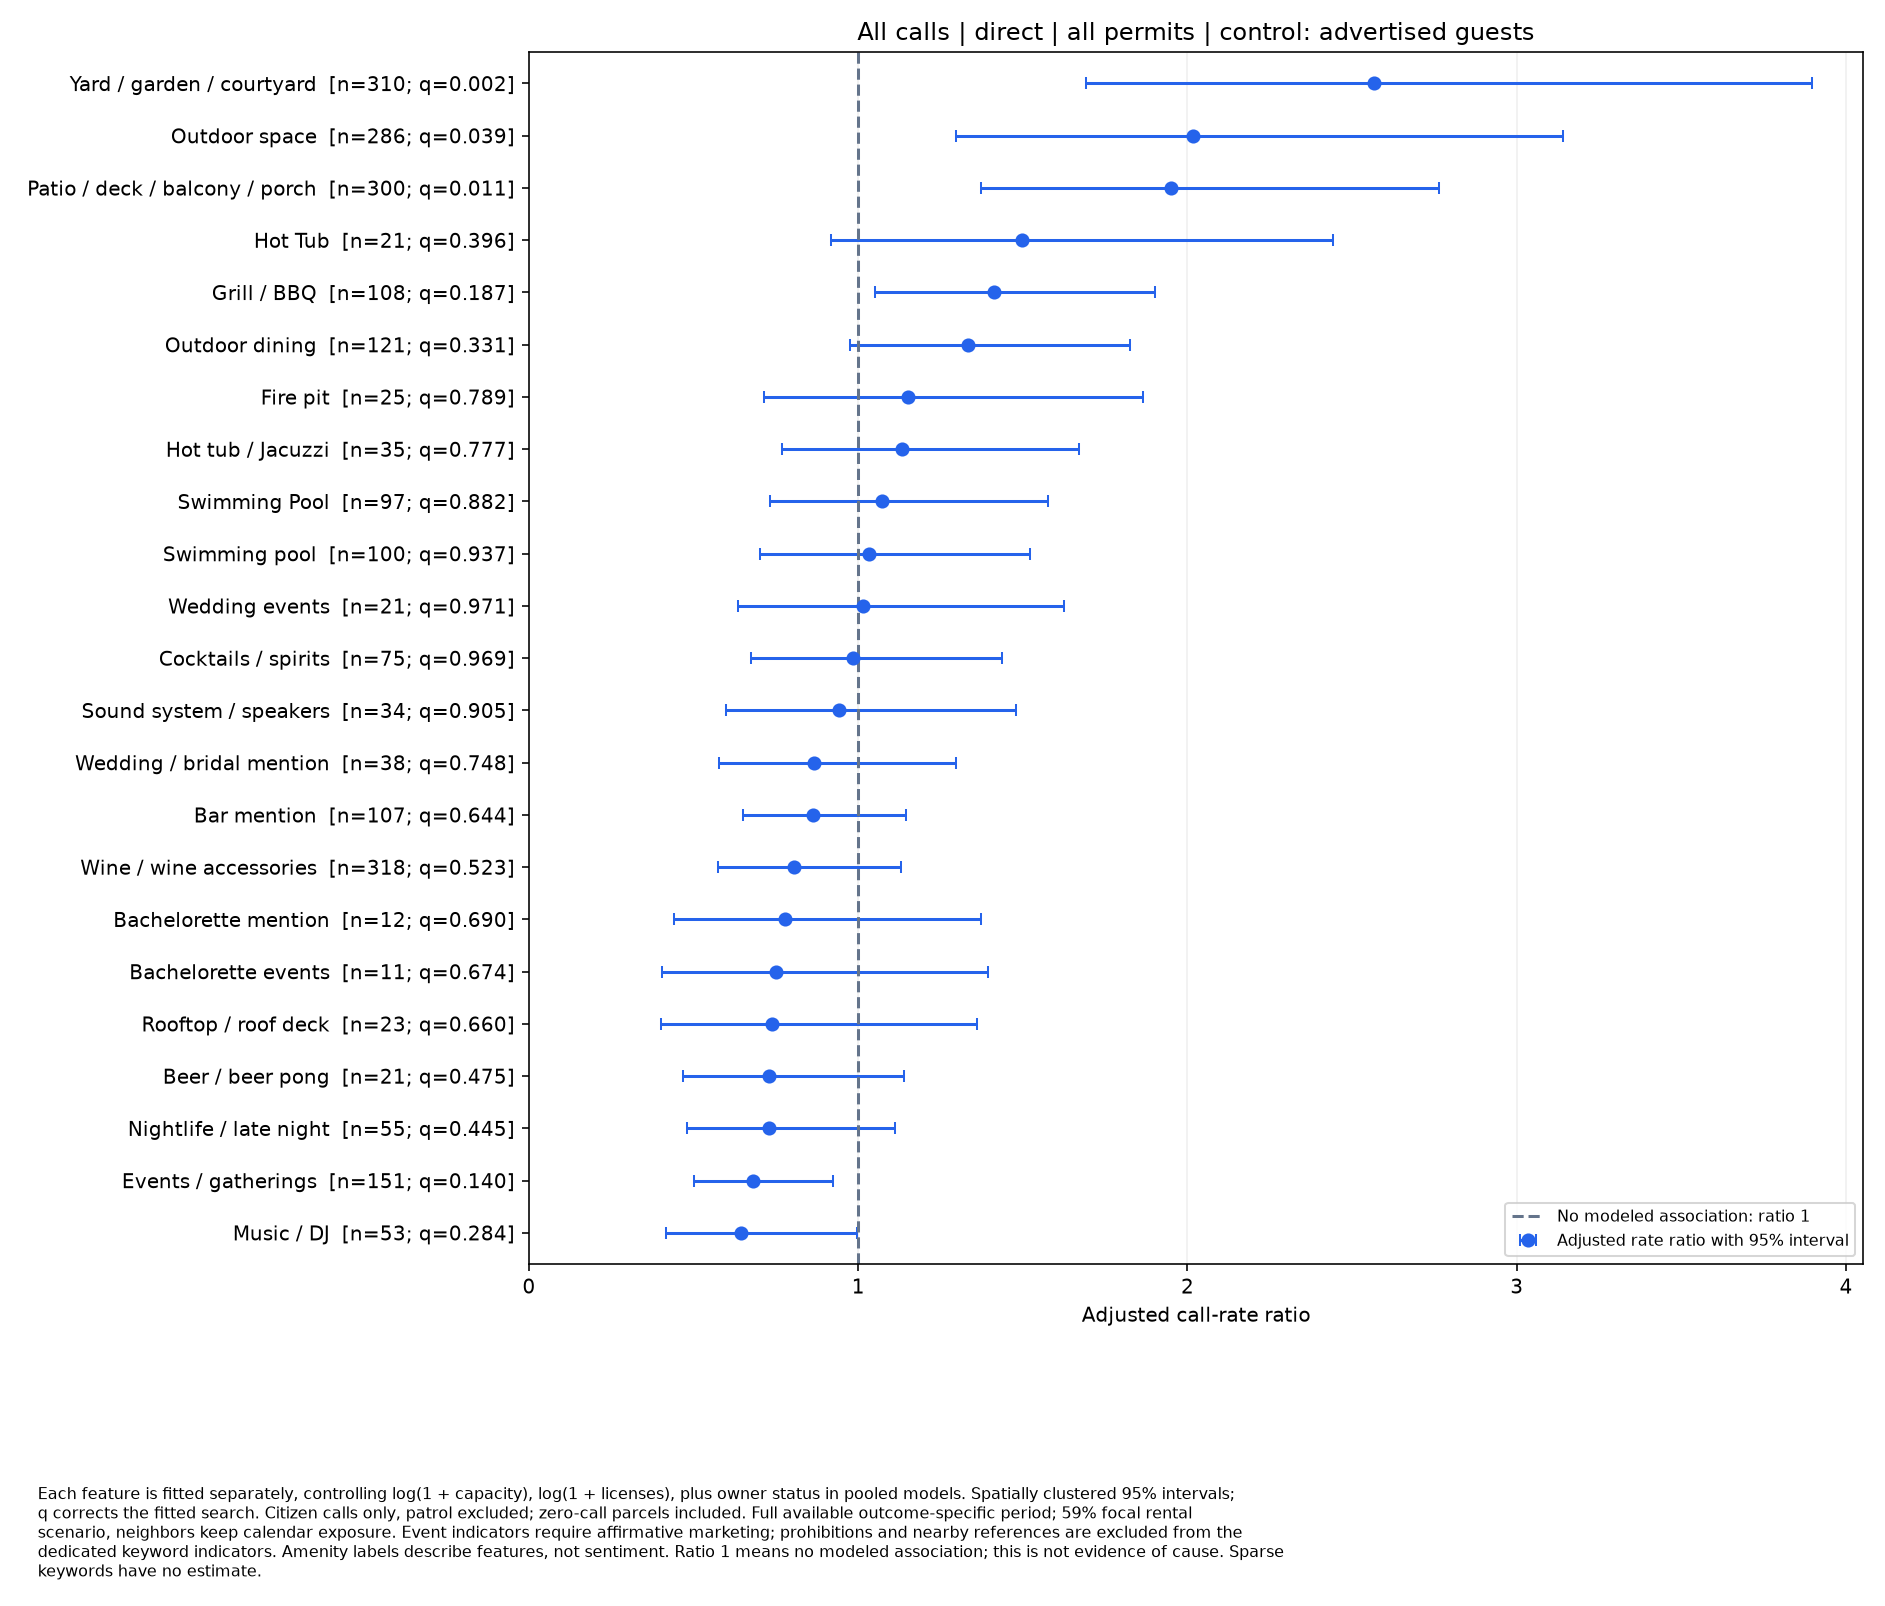 All calls | direct | all permits | control: advertised guests
Yard / garden / courtyard [n=310; q=0.002]
Outdoor space [n=286; q=0.039]
Patio / deck / balcony / porch [n=300; q=0.011]
Hot Tub [n=21; q=0.396]
Grill / BBQ [n=108; q=0.187]
Outdoor dining [n=121; q=0.331]
Fire pit [n=25; q=0.789]
Hot tub / Jacuzzi [n=35; q=0.777]
Swimming Pool [n=97; q=0.882]
Swimming pool [n=100; q=0.937]
Wedding events [n=21; q=0.971]
Cocktails / spirits [n=75; q=0.969]
Sound system / speakers [n=34; q=0.905]
Wedding / bridal mention [n=38; q=0.748]
Bar mention [n=107; q=0.644]
Wine / wine accessories [n=318; q=0.523]
Bachelorette mention [n=12; q=0.690]
Bachelorette events [n=11; q=0.674]
Rooftop / roof deck [n=23; q=0.660]
Beer / beer pong [n=21; q=0.475]
Nightlife / late night [n=55; q=0.445]
Events / gatherings [n=151; q=0.140]
Music / DJ [n=53; q=0.284]
No modeled association: ratio 1
Adjusted rate ratio with 95% interval
0 1 2 3 4
Adjusted call-rate ratio
Each feature is fitted separately, controlling log(1 + capacity), log(1 + licenses), plus owner status in pooled models. Spatially clustered 95% intervals;
q corrects the fitted search. Citizen calls only, patrol excluded; zero-call parcels included. Full available outcome-specific period; 59% focal rental
scenario, neighbors keep calendar exposure. Event indicators require affirmative marketing; prohibitions and nearby references are excluded from the
dedicated keyword indicators. Amenity labels describe features, not sentiment. Ratio 1 means no modeled association; this is not evidence of cause. Sparse
keywords have no estimate.